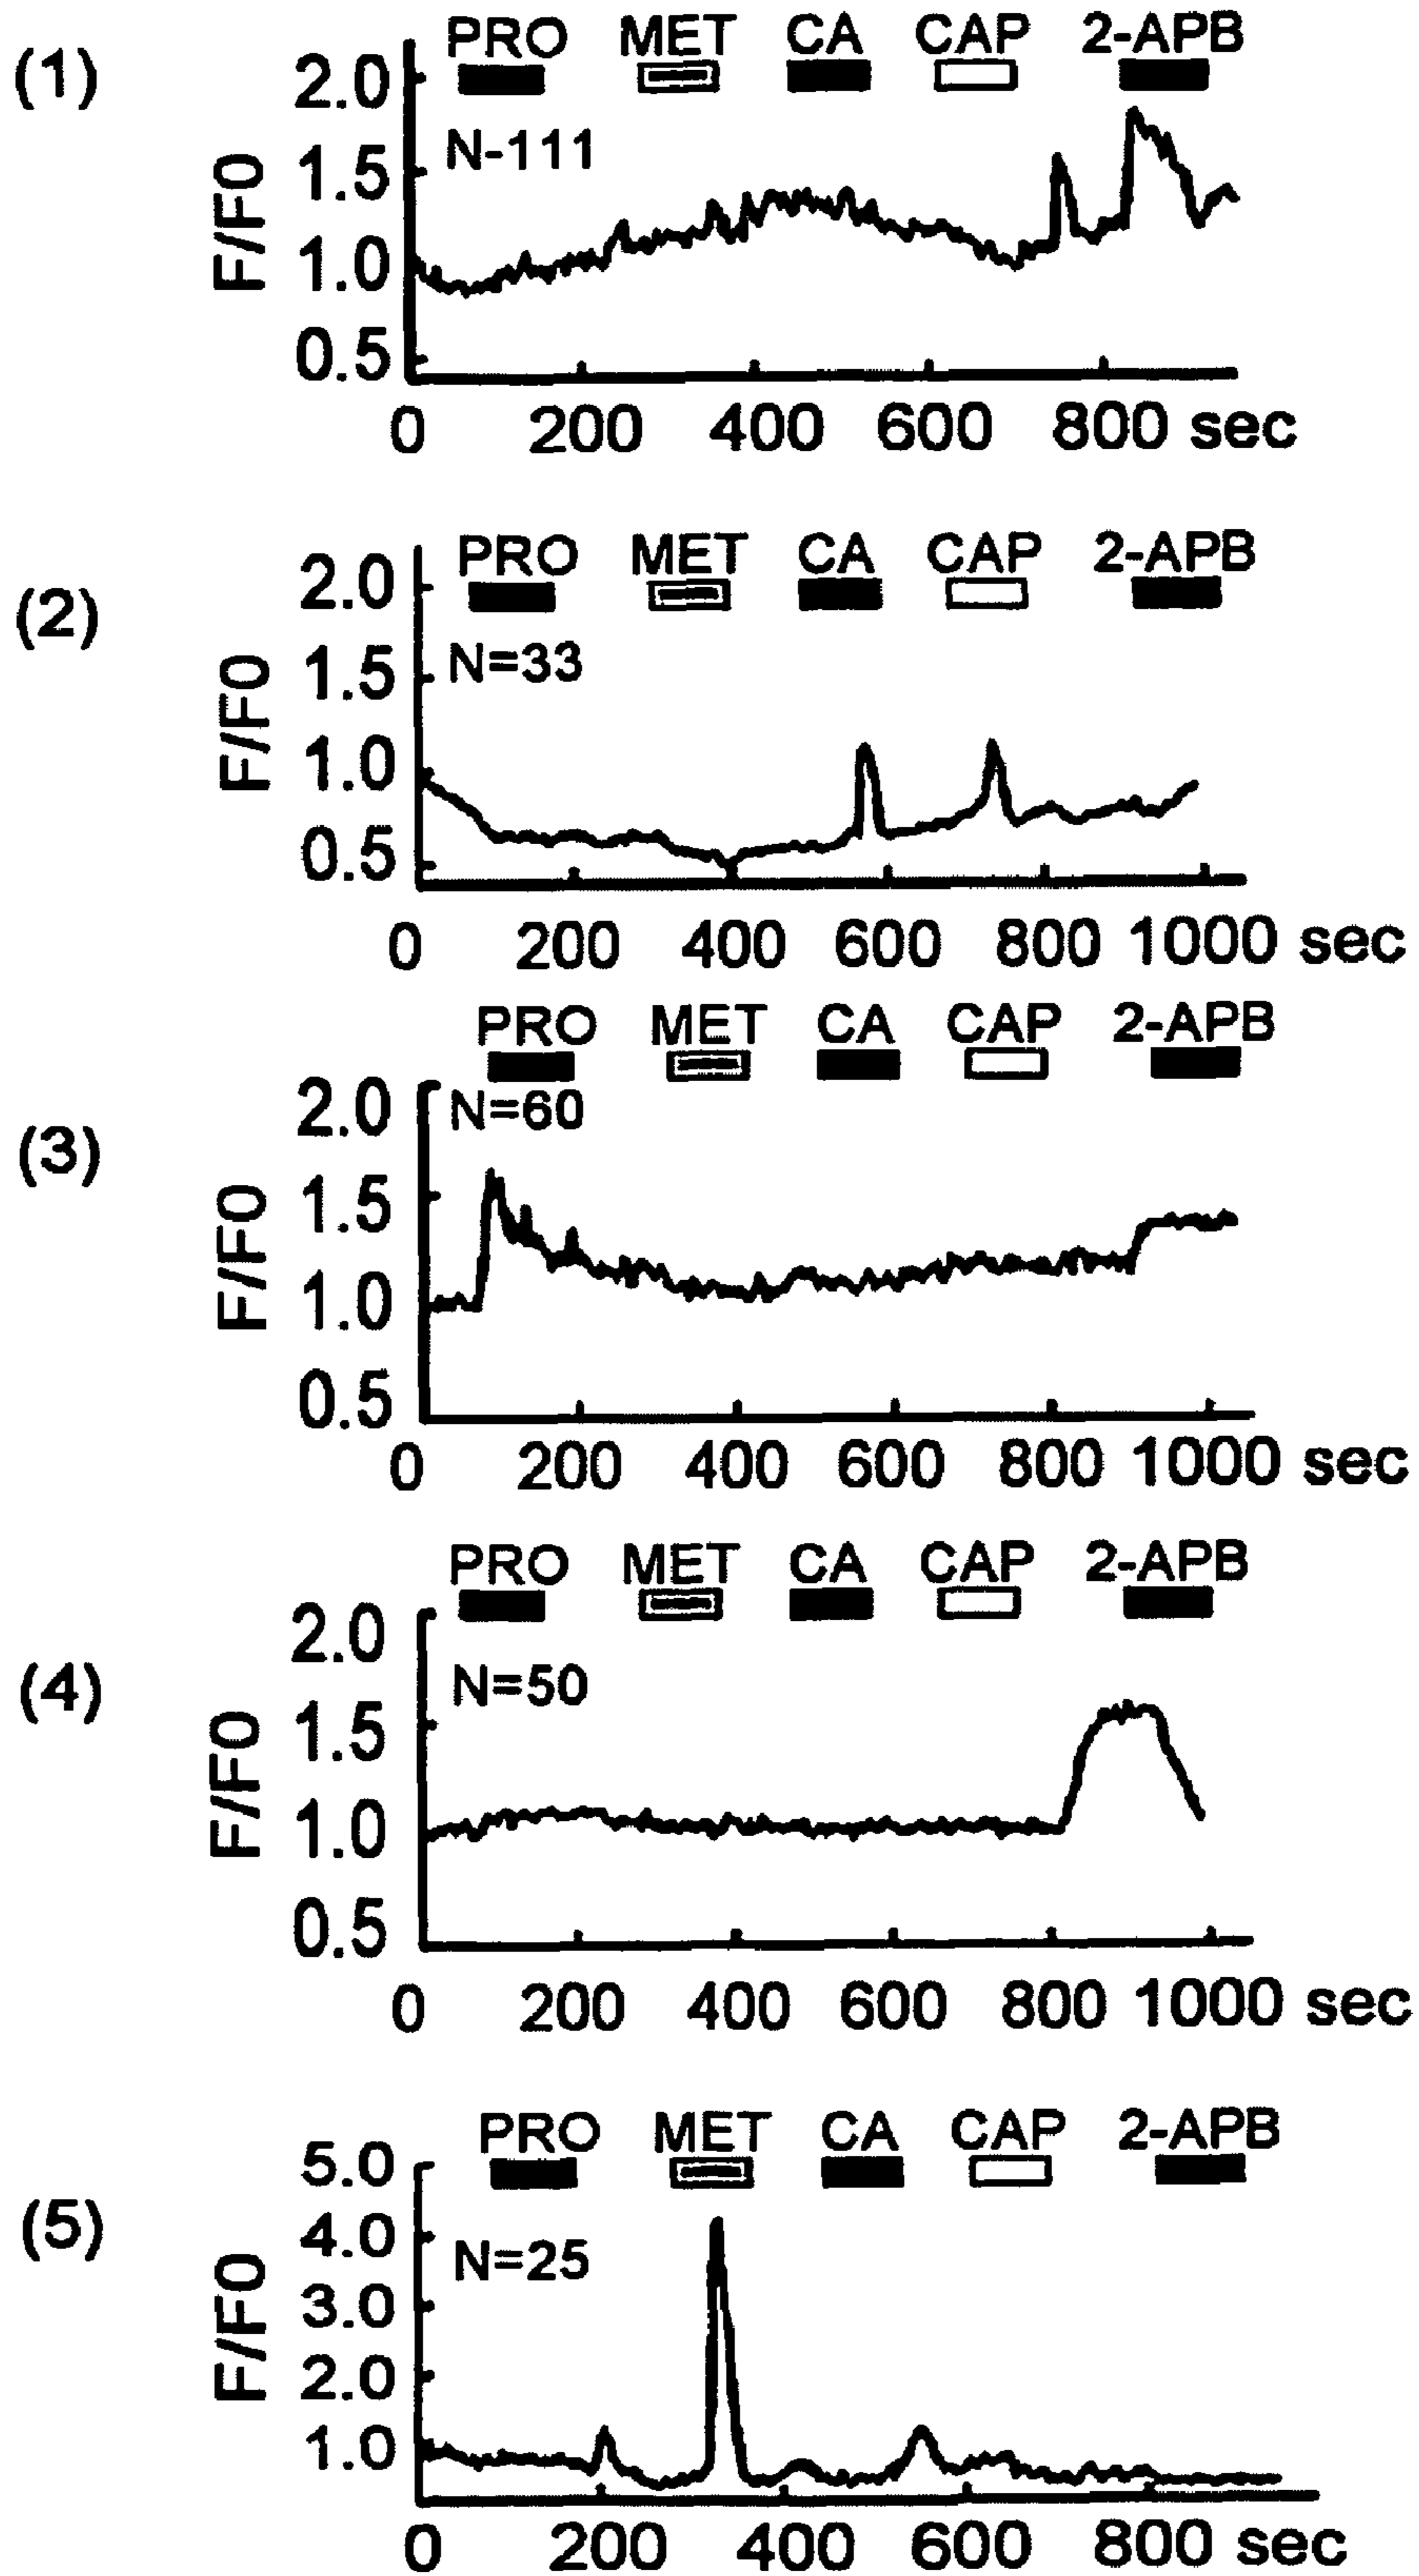 (1)
PRO MET CA CAP 2-APB
N-111
F/F0
2.0
1.5
1.0
0.5
0 200 400 600 800 sec
(2)
PRO MET CA CAP 2-APB
N=33
F/F0
2.0
1.5
1.0
0.5
0 200 400 600 800 1000 sec
(3)
PRO MET CA CAP 2-APB
N=60
F/F0
2.0
1.5
1.0
0.5
0 200 400 600 800 1000 sec
(4)
PRO MET CA CAP 2-APB
N=50
F/F0
2.0
1.5
1.0
0.5
0 200 400 600 800 1000 sec
(5)
PRO MET CA CAP 2-APB
N=25
F/F0
5.0
4.0
3.0
2.0
1.0
0 200 400 600 800 sec